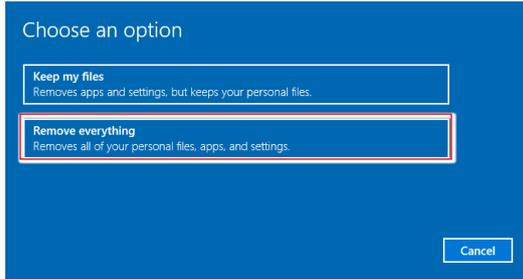 Choose an option
Keep my files
Removes apps and settings, but keeps your personal files.
Remove everything
Removes all of your personal files, apps, and settings.
Cancel